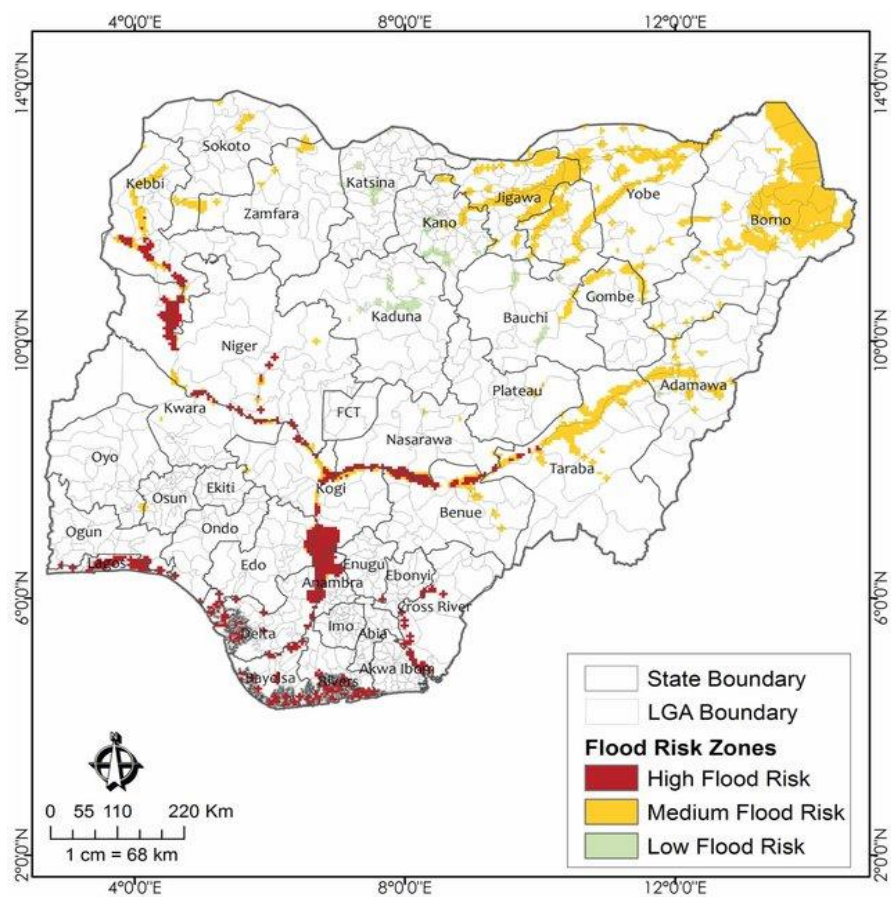 4°0'0"E 8°0'0"E 12°0'0"E
14°0'0"N 14°0'0"N
Sokoto
Kebbi Katsina
Zamfara Jigawa Yobe
Kano Borno
Gombe
Kaduna Bauchi
10°0'0"N 10°0'0"N
Niger
Adamawa
Plateau
Kwara FCT
Nasarawa
Oyo Taraba
Kogi
Osun Ekiti
Benue
Ogun Ondo
Lagos Edo Enugu
Anambra Ebonyi
6°0'0"N Cross River 6°0'0"N
Delta Imo Abia
Akwa Ibom
Bayelsa Rivers
State Boundary
LGA Boundary
Flood Risk Zones
High Flood Risk
Medium Flood Risk
Low Flood Risk
0 55 110 220 Km
1 cm = 68 km
2°0'0"N 2°0'0"N
4°0'0"E 8°0'0"E 12°0'0"E